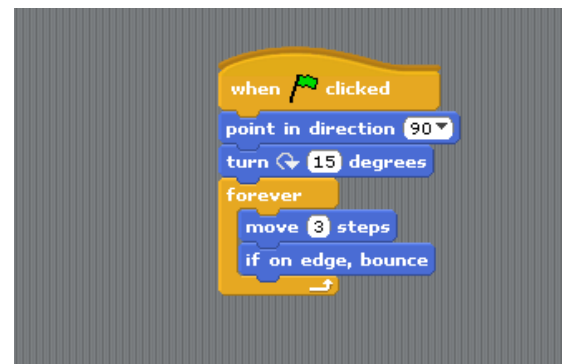 when clicked
point in direction 90
turn 15 degrees
forever
move 3 steps
if on edge, bounce